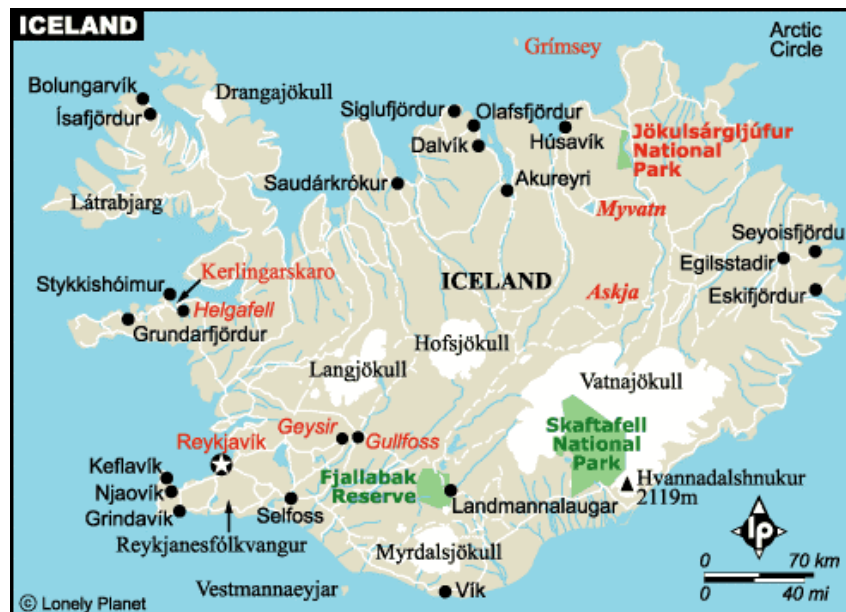 ICELAND
Arctic
Circle
Grímsey
Bolungarvík
Ísafjördur
Drangajökull
Siglufjördur
Olafsfjördur
Dalvík
Húsavík
Jökulsárgljúfur
National
Park
Saudárkrókur
Akureyri
Látrabjarg
Myvatn
Seyoisfjördu
Egilsstadir
Eskifjördur
Kerlingarskaro
Stykkishóimur
Helgafell
Grundarfjördur
ICELAND
Askja
Hofsjökull
Langjökull
Vatnajökull
Geysir
Gullfoss
Skaftafell
National
Park
Reykjavík
Keflavík
Njaovík
Grindavík
Fjallabak
Reserve
Hvannadalshnukur
2119m
Landmannalaugar
Selfoss
Reykjanesfólkvangur
Myrdalsjökull
Vestmannaeyjar
Vík
lp
0 70 km
0 40 mi
© Lonely Planet